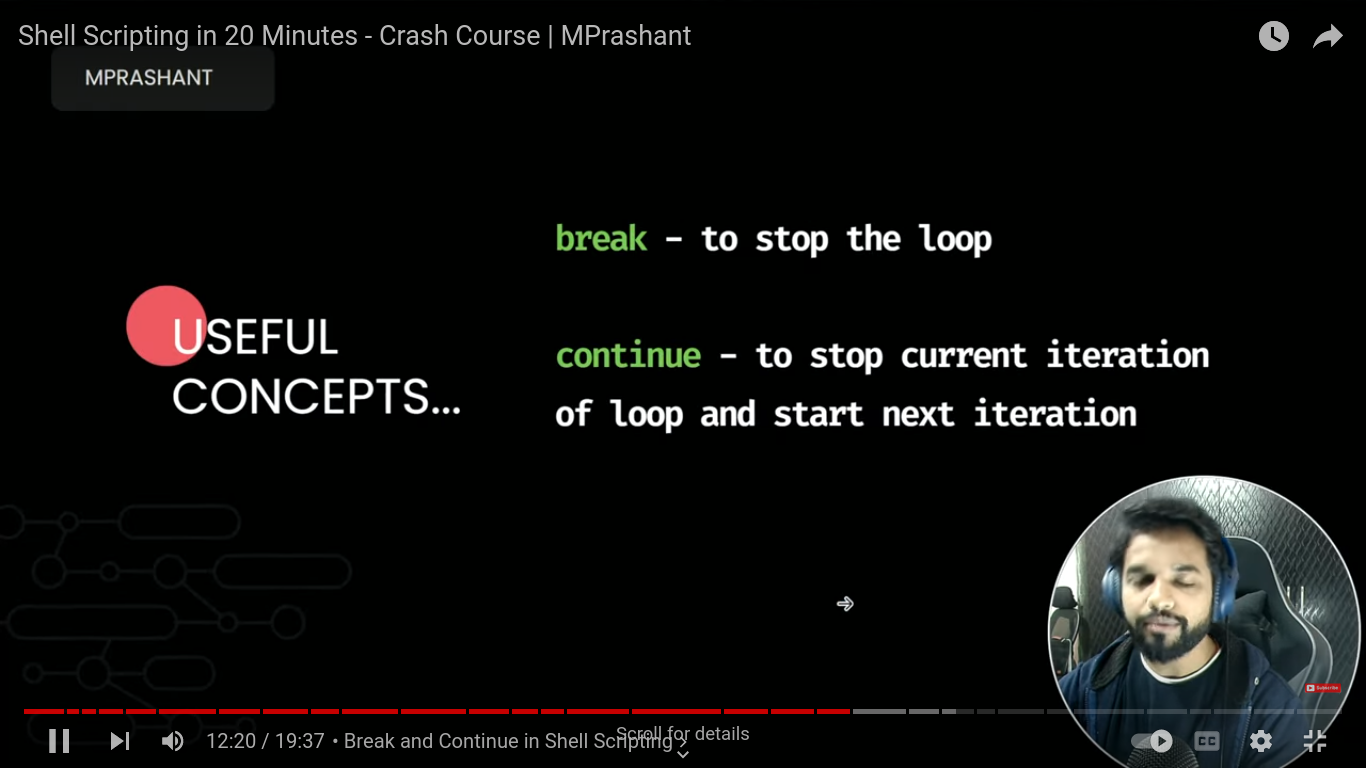 Shell Scripting in 20 Minutes - Crash Course | MPrashant
MPRASHANT
break - to stop the loop
USEFUL
CONCEPTS...
continue - to stop current iteration
of loop and start next iteration
Subscribe
Scroll for details
12:20 / 19:37 • Break and Continue in Shell Scripting
CC